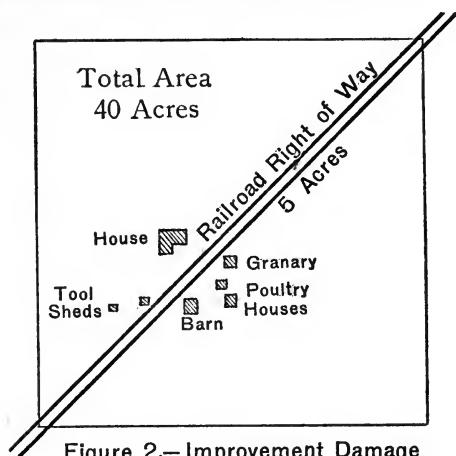 Total Area
40 Acres
Railroad Right of Way
5 Acres
House
Granary
Tool
Sheds
Poultry
Houses
Barn
Figure 2.—Improvement Damage